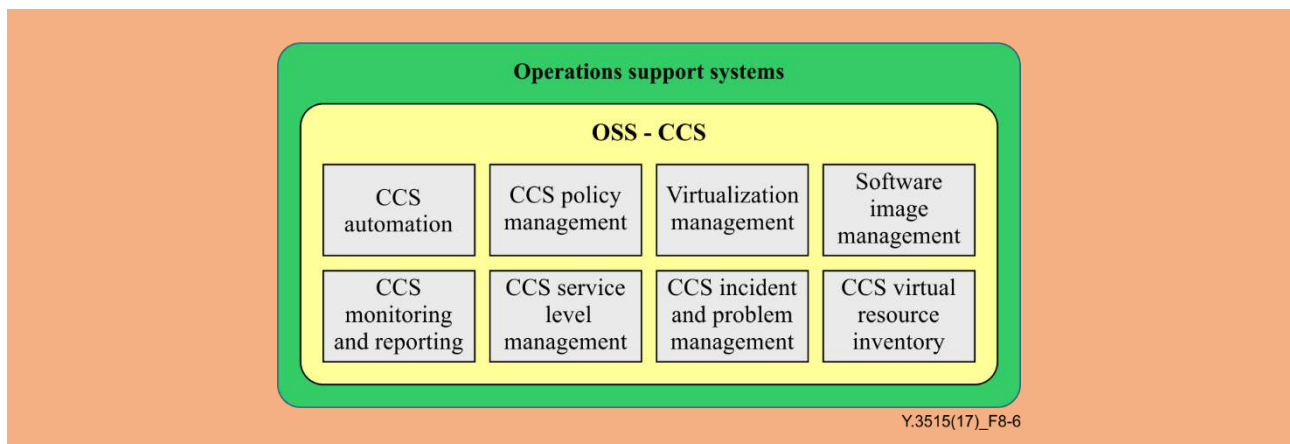 Operations support systems
OSS - CCS
CCS
automation
CCS policy
management
Virtualization
management
Software
image
management
CCS
monitoring
and reporting
CCS service
level
management
CCS incident
and problem
management
CCS virtual
resource
inventory
Y.3515(17)_F8-6